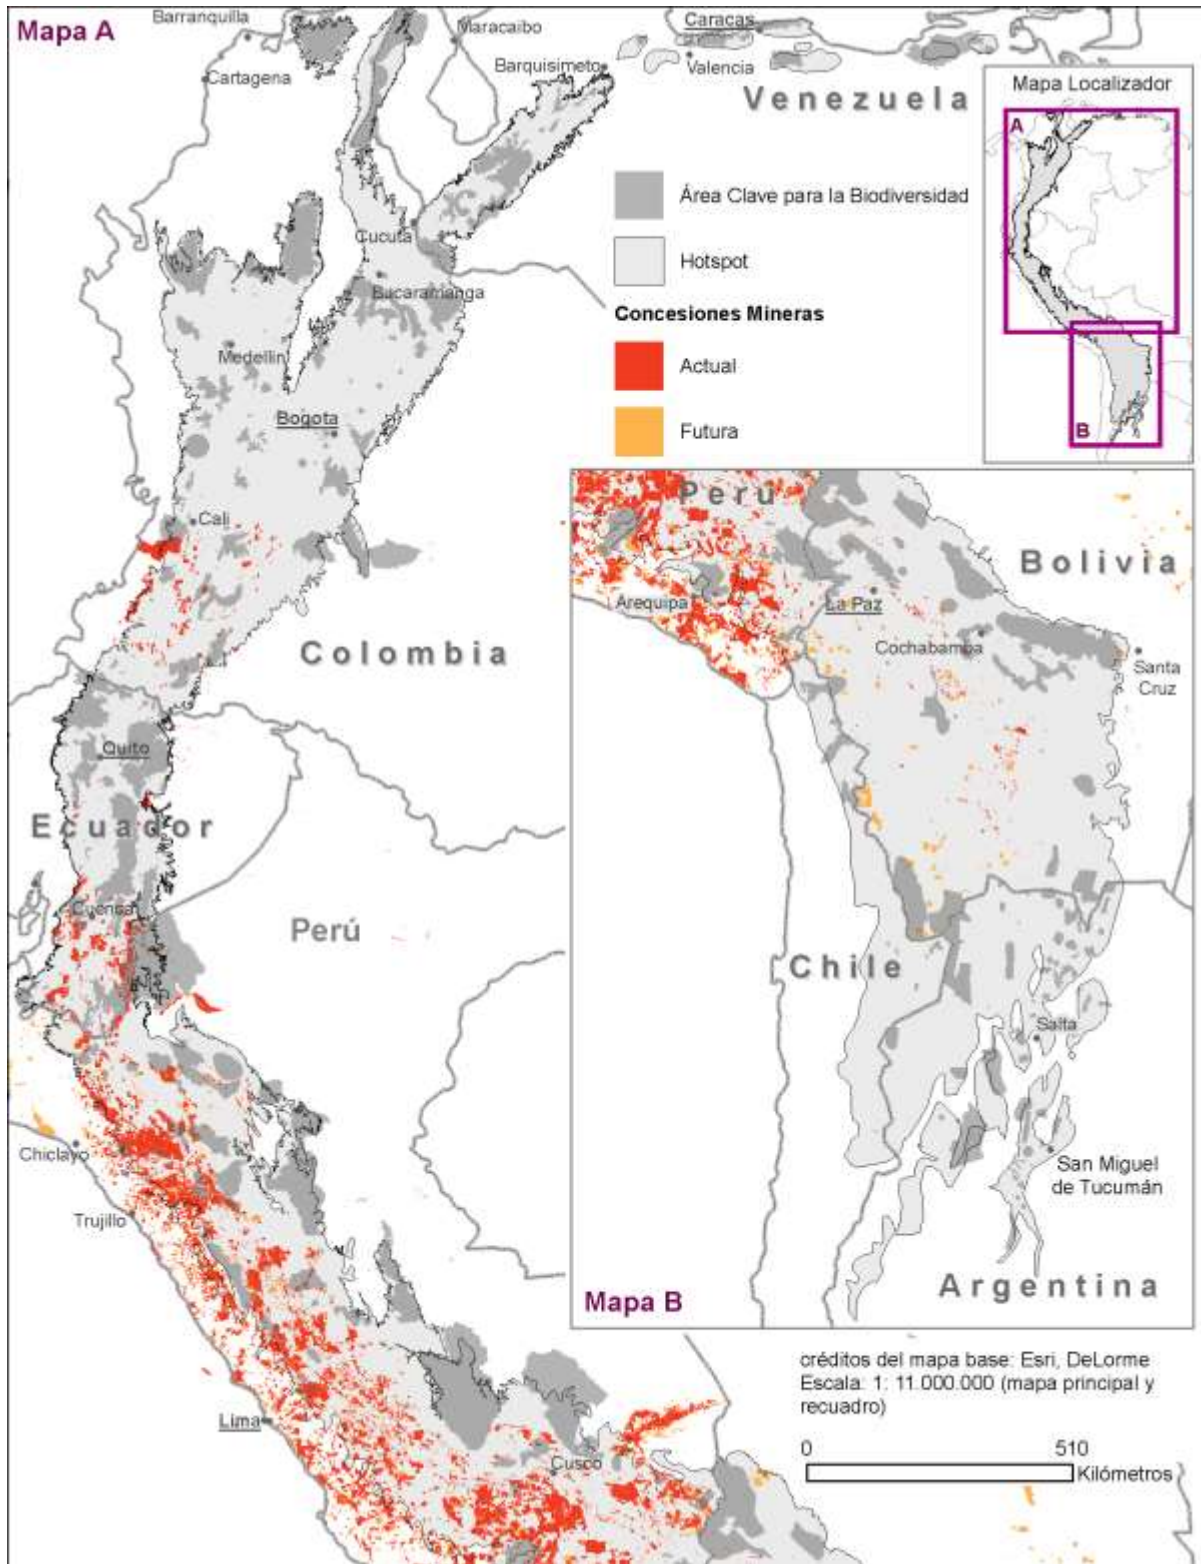 Mapa A
Barranquilla
Cartagena
Maracaibo
Caracas
Barquisimeto
Valencia
Venezuela
Mapa Localizador
A
B
Área Clave para la Biodiversidad
Hotspot
Concesiones Mineras
Actual
Futura
Cucuta
Bucaramanga
Medellin
Bogota
Cali
Colombia
Quito
Ecuador
Cuenca
Perú
Chiclayo
Trujillo
Lima
Cusco
Perú
Bolivia
Arequipa
La Paz
Cochabamba
Santa
Cruz
Chile
Salta
San Miguel
de Tucumán
Argentina
Mapa B
créditos del mapa base: Esri, DeLorme
Escala: 1: 11.000.000 (mapa principal y
recuadro)
0 510
Kilómetros